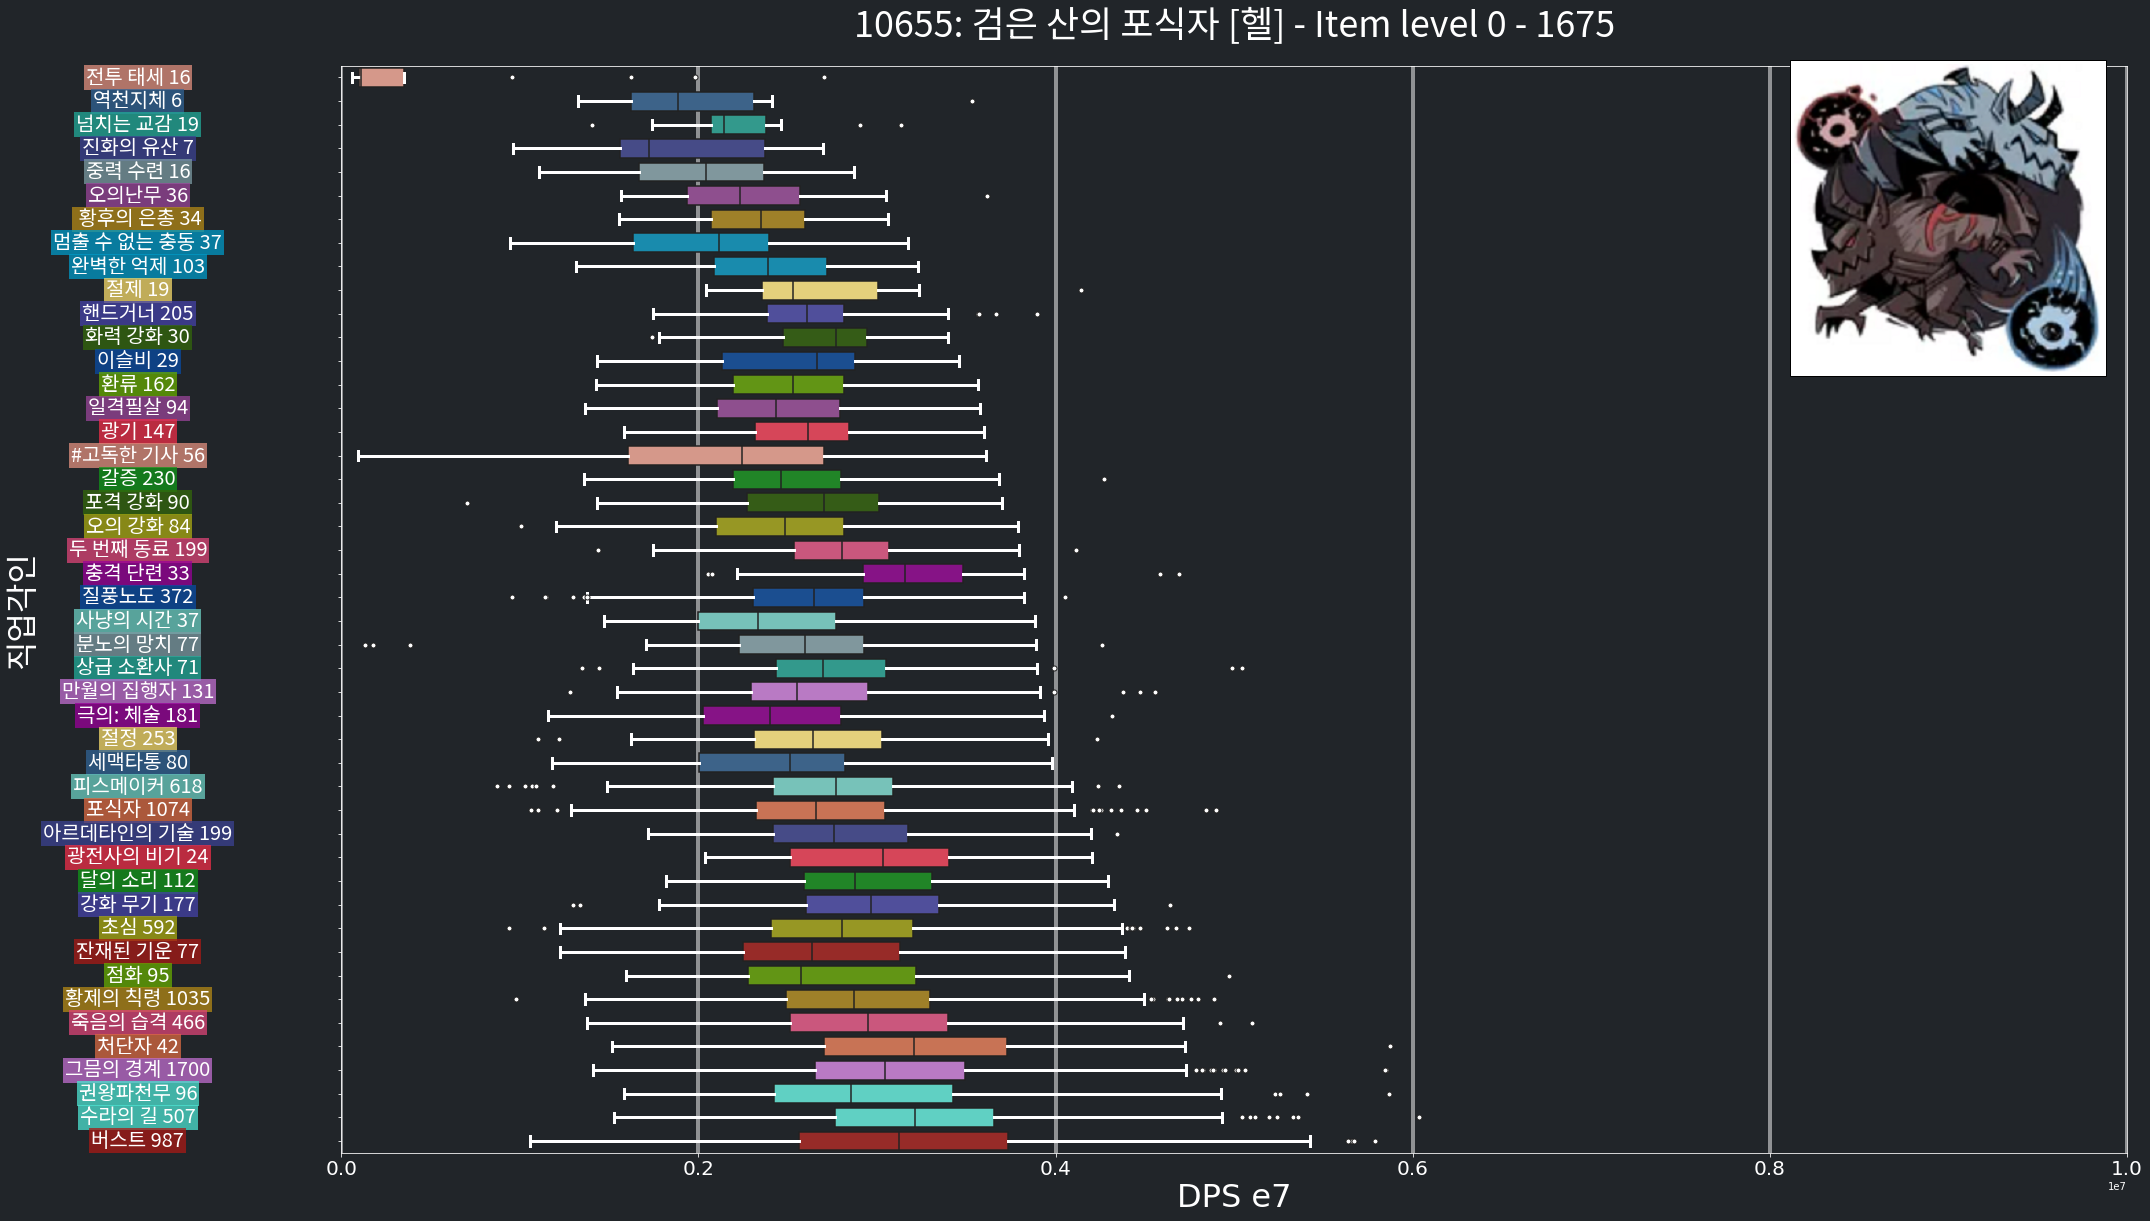 10655: 검은 산의 포식자 [헬] - Item level 0 - 1675
전투 태세 16
역천지체 6
넘치는 교감 19
진화의 유산 7
중력 수련 16
오의난무 36
황후의 은총 34
멈출 수 없는 충동 37
완벽한 억제 103
절제 19
핸드거너 205
화력 강화 30
이슬비 29
환류 162
일격필살 94
광기 147
#고독한 기사 56
갈증 230
포격 강화 90
오의 강화 84
두 번째 동료 199
충격 단련 33
질풍노도 372
사냥의 시간 37
분노의 망치 77
상급 소환사 71
만월의 집행자 131
극의: 체술 181
절정 253
세맥타통 80
피스메이커 618
포식자 1074
아르데타인의 기술 199
광전사의 비기 24
달의 소리 112
강화 무기 177
초심 592
잔재된 기운 77
점화 95
황제의 칙령 1035
죽음의 습격 466
처단자 42
그믐의 경계 1700
권왕파천무 96
수라의 길 507
버스트 987
직업각인
0.0 0.2 0.4 0.6 0.8 1.0
1e7
DPS e7